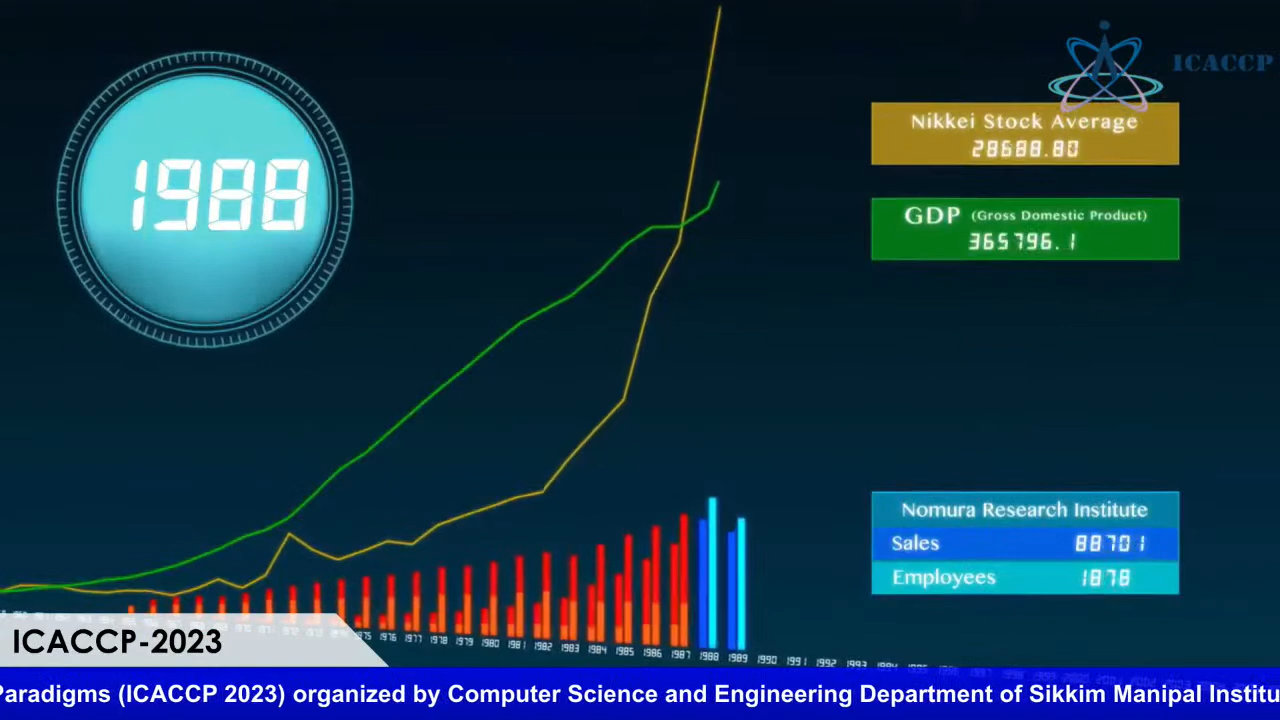 1988
ICACCP
Nikkei Stock Average
28688.80
GDP (Gross Domestic Product)
365796.1
Nomura Research Institute
Sales 88701
Employees 1878
1975 1976 1977 1978 1979 1980 1981 1982 1983 1984 1985 1986 1987 1988 1989 1990 1991 1992 1993 1994
ICACCP-2023
Paradigms (ICACCP 2023) organized by Computer Science and Engineering Department of Sikkim Manipal Institu